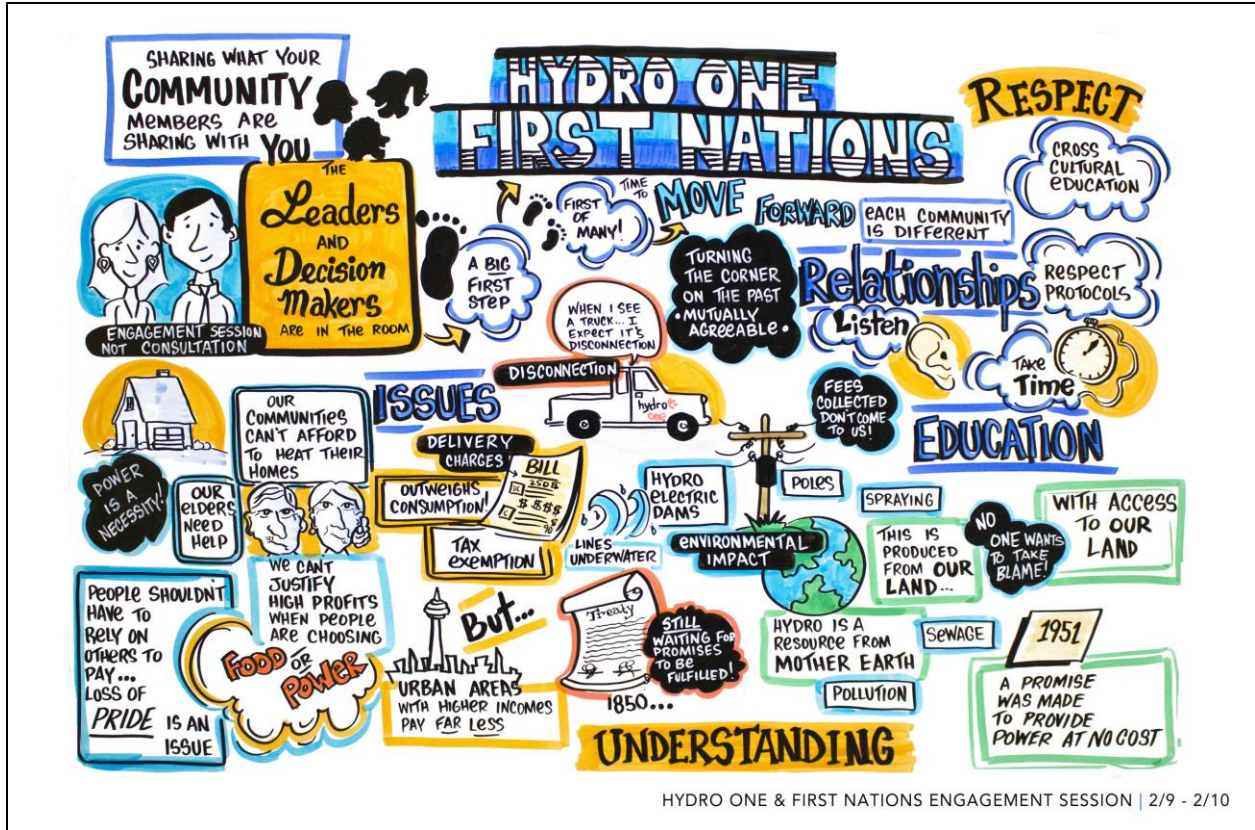 SHARING WHAT YOUR
COMMUNITY
MEMBERS ARE
SHARING WITH YOU
THE
Leaders
AND
Decision
Makers
ARE IN THE ROOM
ENGAGEMENT SESSION
NOT CONSULTATION
HYDRO ONE
FIRST NATIONS
A BIG
FIRST
STEP
FIRST
OF
MANY!
TIME TO
MOVE FORWARD
TURNING
THE CORNER
ON THE PAST
• MUTUALLY
AGREEABLE •
RESPECT
CROSS
CULTURAL
eDUCATION
eACH COMMUNITY
IS DIFFERENT
Relationships
RESPECT
PROTOCOLS
Listen
TAKE
Time
EDUCATION
ISSUES
WHEN I SEE
A TRUCK... I
EXPECT IT'S
DISCONNECTION
DISCONNECTION
hydro
one
FEES
COLLECTED
DON'T COME
TO US!
POWER
IS A
NECESSITY!
OUR
COMMUNITIES
CAN'T AFFORD
TO HEAT THEIR
HOMES
OUR
ELDERS
NEED
HELP
DELIVERY
CHARGES
OUTWEIGHS
CONSUMPTION!
BILL
TAX
eXEMPTION
HYDRO
eLECTRIC
DAMS
LINES
UNDERWATER
POLES
eNVIRONMENTAL
IMPACT
SPRAYING
THIS IS
PRODUCED
FROM OUR
LAND...
NO
ONE WANTS
TO TAKE
BLAME!
WITH ACCESS
TO OUR
LAND
PEOPLE SHOULDN'T
HAVE TO
RELY ON
OTHERS TO
PAY...
LOSS OF
PRIDE IS AN
ISSUE
WE CAN'T
JUSTIFY
HIGH PROFITS
WHEN PEOPLE
ARE CHOOSING
FOOD OR
POWER
But...
URBAN AREAS
WITH HIGHER INCOMES
PAY FAR LESS
Treaty
1850...
STILL
WAITING FOR
PROMISES
TO BE
FULFILLED!
HYDRO IS A
RESOURCE FROM
MOTHER EARTH
SeWAGE
POLLUTION
1951
A PROMISE
WAS MADE
TO PROVIDE
POWER AT NO COST
UNDERSTANDING
HYDRO ONE & FIRST NATIONS ENGAGEMENT SESSION | 2/9 - 2/10